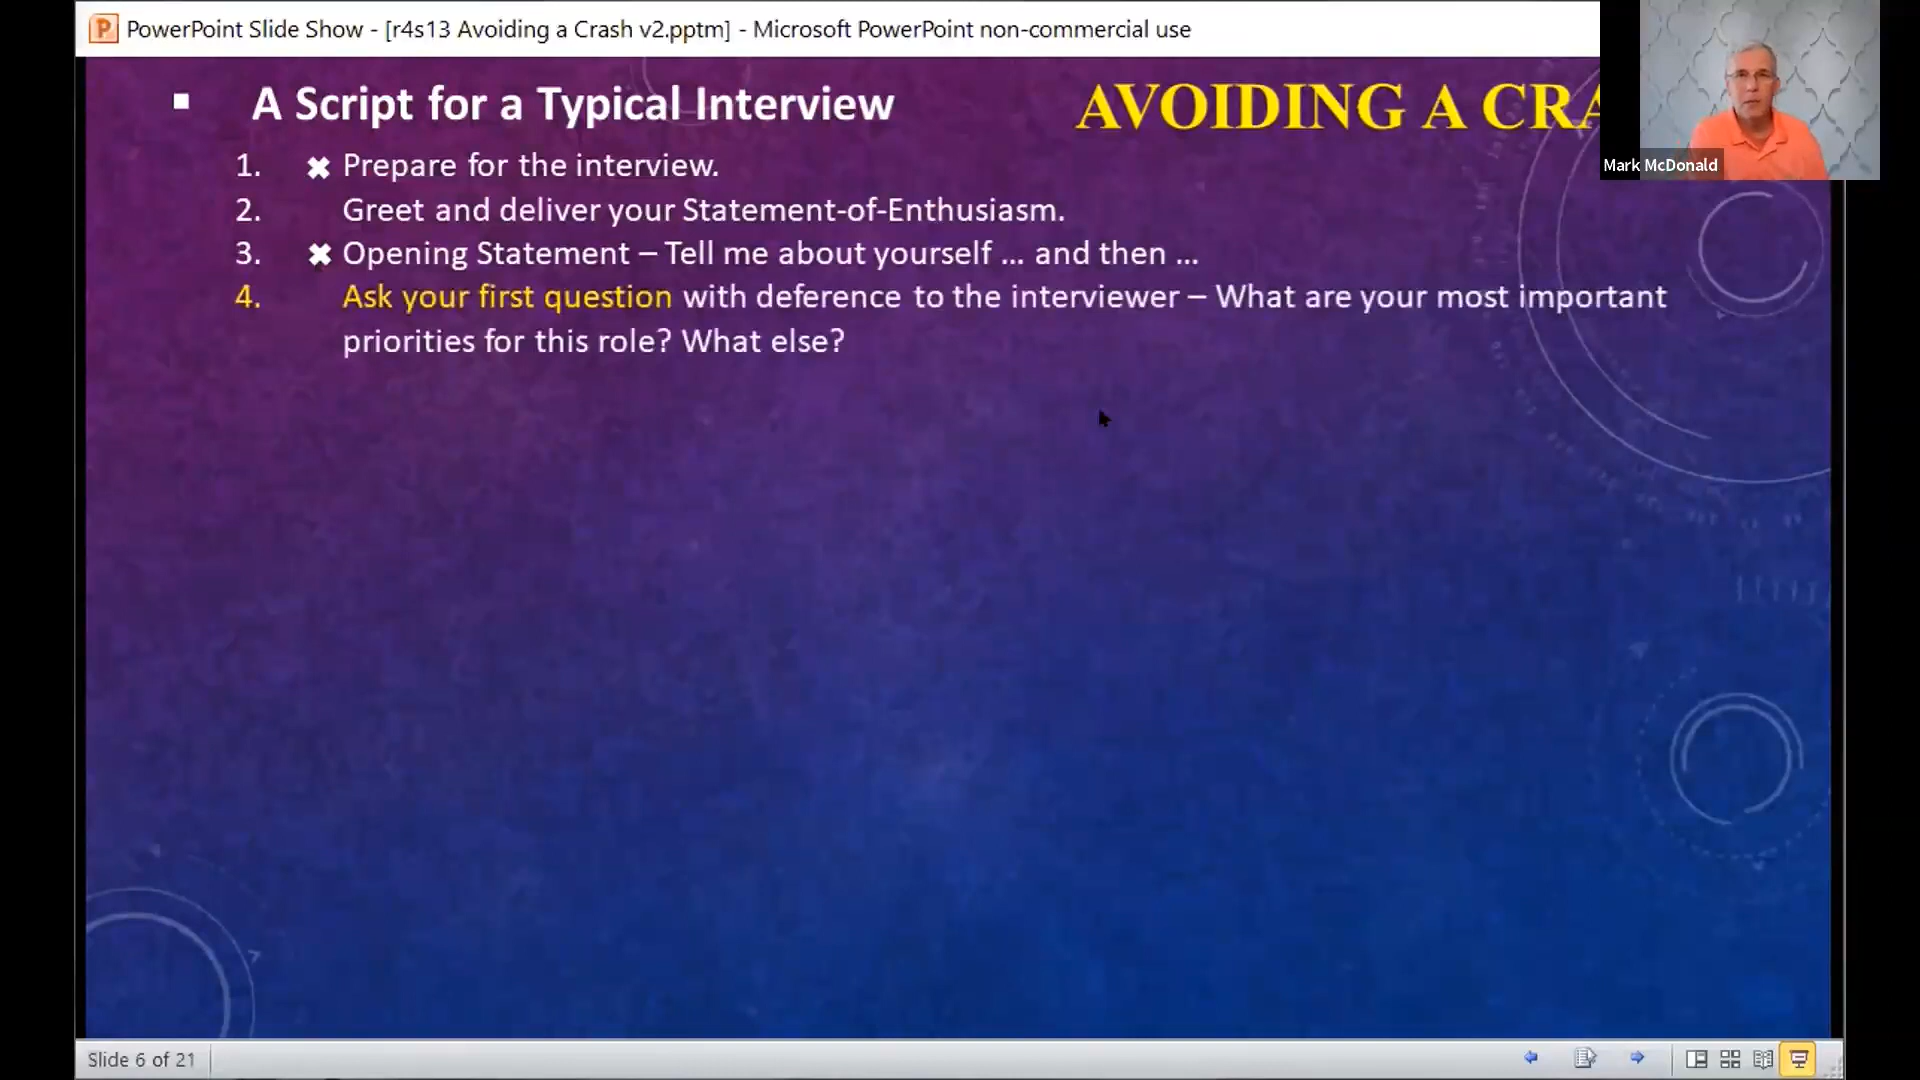 PowerPoint Slide Show - [r4s13 Avoiding a Crash v2.pptm] - Microsoft PowerPoint non-commercial use
▪ A Script for a Typical Interview
AVOIDING A CRA
Mark McDonald
1. ✖ Prepare for the interview.
2. Greet and deliver your Statement-of-Enthusiasm.
3. ✖ Opening Statement – Tell me about yourself ... and then ...
4. Ask your first question with deference to the interviewer – What are your most important
priorities for this role? What else?
Slide 6 of 21